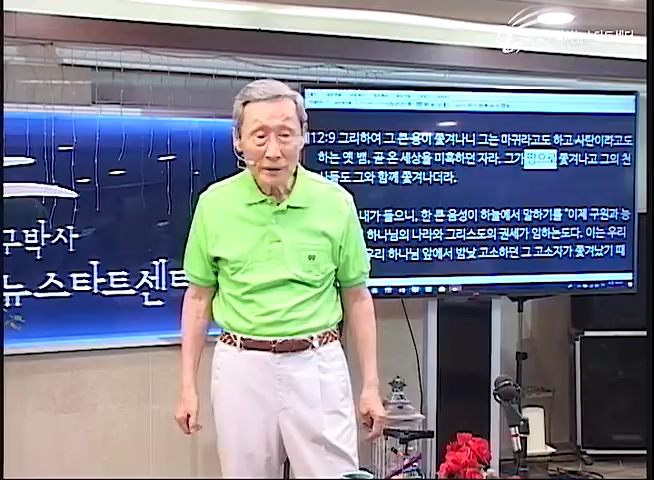 12:9 그리하여 그 큰 용이 쫓겨나니 그는 마귀라고도 하고 사탄이라고도
하는 옛 뱀, 곧 온 세상을 미혹하던 자라. 그가 땅으로 쫓겨나고 그의 천
들도 그와 함께 쫓겨나더라.
내가 들으니, 한 큰 음성이 하늘에서 말하기를 "이제 구원과 능
하나님의 나라와 그리스도의 권세가 임하는도다. 이는 우리
우리 하나님 앞에서 밤낮 고소하던 그 고소자가 쫓겨났기 때
구박사
뉴스타트센트